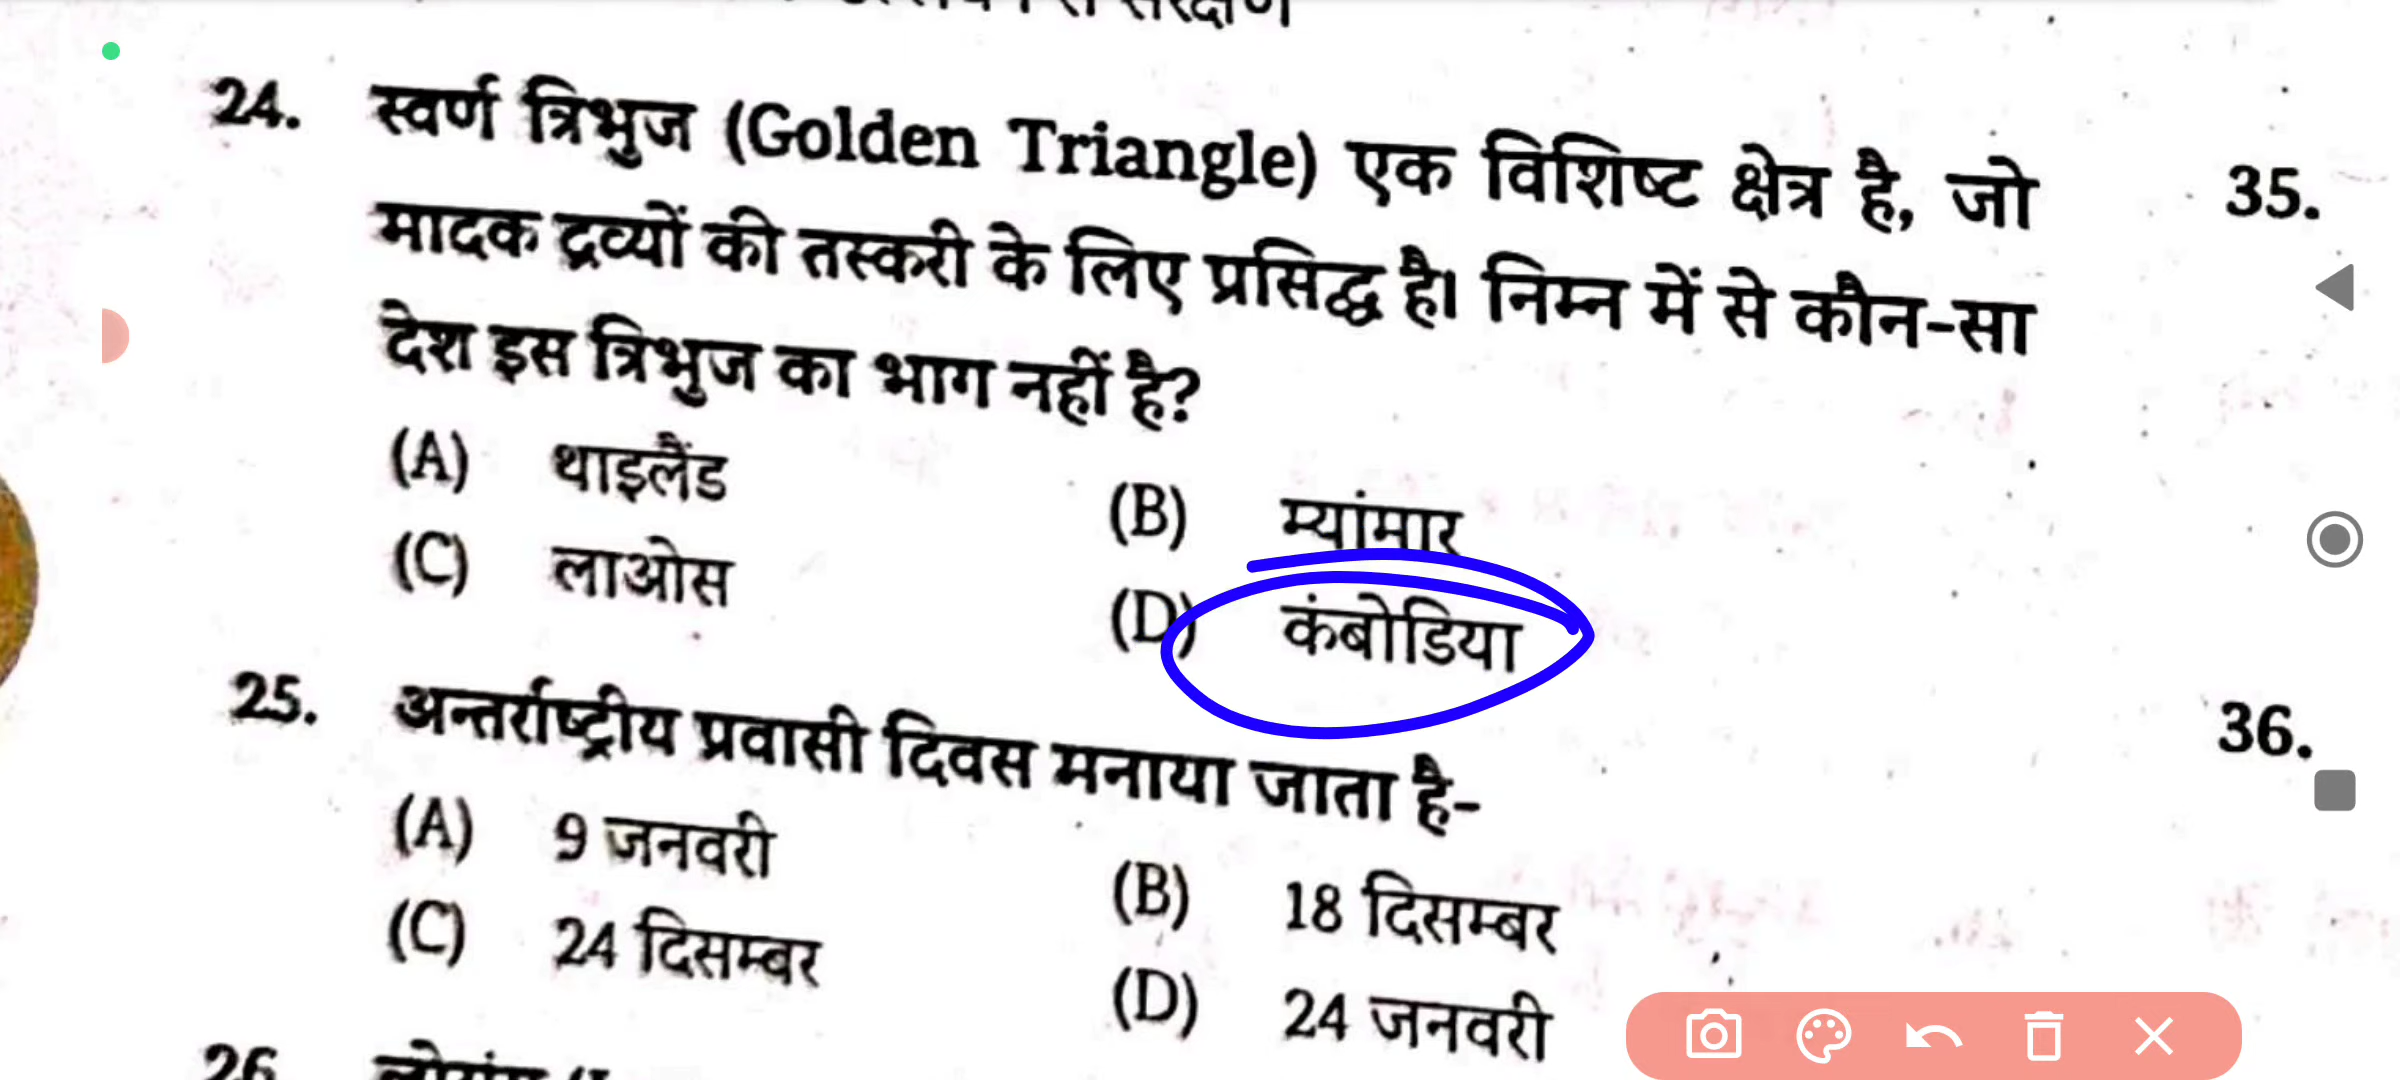 24. स्वर्ण त्रिभुज (Golden Triangle) एक विशिष्ट क्षेत्र है, जो
मादक द्रव्यों की तस्करी के लिए प्रसिद्ध है। निम्न में से कौन-सा
देश इस त्रिभुज का भाग नहीं है?
(A) थाइलैंड
(B) म्यांमार
(C) लाओस
(D) कंबोडिया
25. अन्तर्राष्ट्रीय प्रवासी दिवस मनाया जाता है-
(A) 9 जनवरी
(B) 18 दिसम्बर
(C) 24 दिसम्बर
(D) 24 जनवरी
26
35.
36.